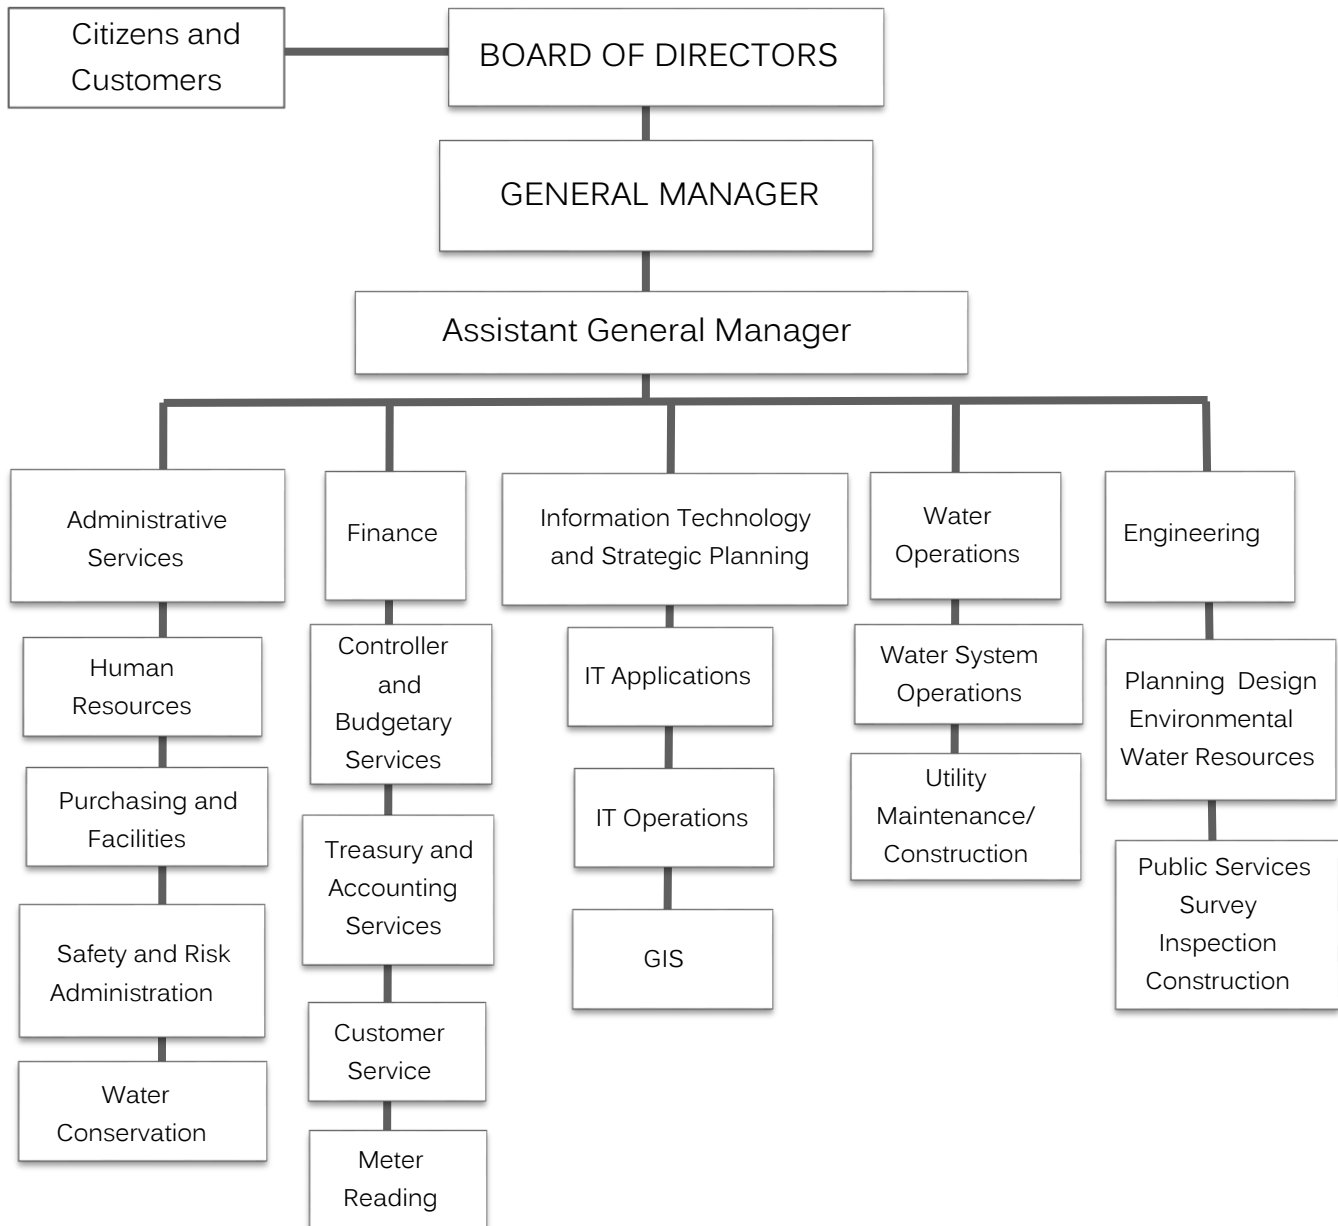 Citizens and
Customers
BOARD OF DIRECTORS
GENERAL MANAGER
Assistant General Manager
Administrative
Services
Human
Resources
Purchasing and
Facilities
Safety and Risk
Administration
Water
Conservation
Finance
Controller
and
Budgetary
Services
Treasury and
Accounting
Services
Customer
Service
Meter
Reading
Information Technology
and Strategic Planning
IT Applications
IT Operations
GIS
Water
Operations
Water System
Operations
Utility
Maintenance/
Construction
Engineering
Planning Design
Environmental
Water Resources
Public Services
Survey
Inspection
Construction